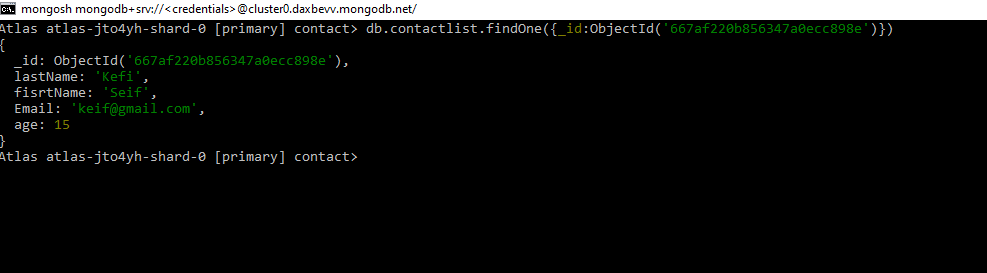 mongosh mongodb+srv://<credentials>@cluster0.daxbevv.mongodb.net/
Atlas atlas-jto4yh-shard-0 [primary] contact> db.contactlist.findOne({_id:ObjectId('667af220b856347a0ecc898e')})
{
  _id: ObjectId('667af220b856347a0ecc898e'),
  lastName: 'Kefi',
  fisrtName: 'Seif',
  Email: 'keif@gmail.com',
  age: 15
}
Atlas atlas-jto4yh-shard-0 [primary] contact>